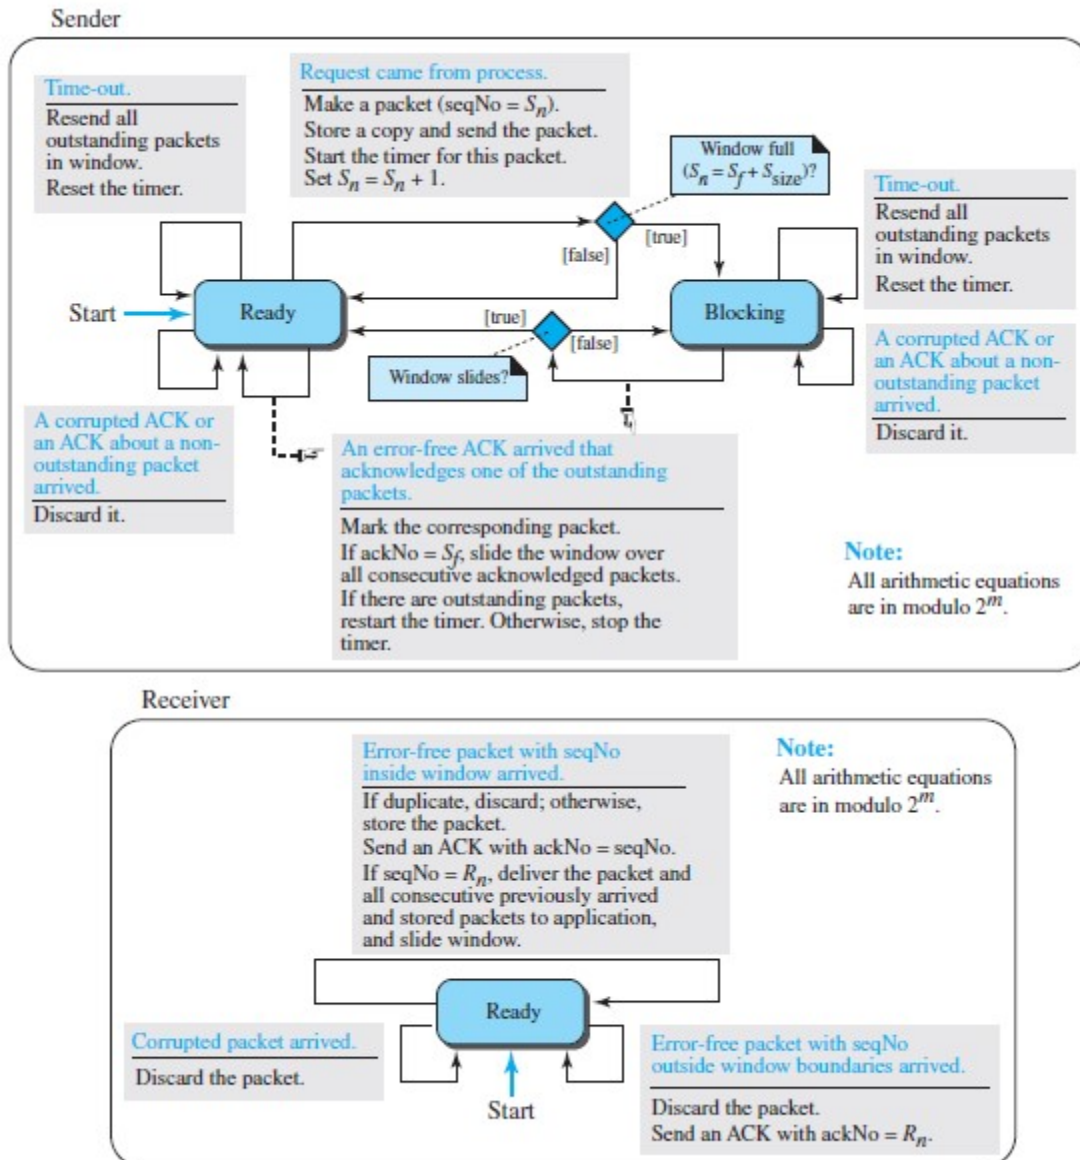 Sender
Time-out.
Resend all
outstanding packets
in window.
Reset the timer.
Request came from process.
Make a packet (seqNo = Sn).
Store a copy and send the packet.
Start the timer for this packet.
Set Sn = Sn + 1.
Window full
(Sn = Sf + Ssize)?
Time-out.
Resend all
outstanding packets
in window.
Reset the timer.
[true]
[false]
Start
Ready
Blocking
[true]
[false]
Window slides?
A corrupted ACK or
an ACK about a non-
outstanding packet
arrived.
Discard it.
A corrupted ACK or
an ACK about a non-
outstanding packet
arrived.
Discard it.
An error-free ACK arrived that
acknowledges one of the outstanding
packets.
Mark the corresponding packet.
If ackNo = Sf, slide the window over
all consecutive acknowledged packets.
If there are outstanding packets,
restart the timer. Otherwise, stop the
timer.
Note:
All arithmetic equations
are in modulo 2^m.
Receiver
Error-free packet with seqNo
inside window arrived.
If duplicate, discard; otherwise,
store the packet.
Send an ACK with ackNo = seqNo.
If seqNo = Rn, deliver the packet and
all consecutive previously arrived
and stored packets to application,
and slide window.
Note:
All arithmetic equations
are in modulo 2^m.
Ready
Corrupted packet arrived.
Discard the packet.
Start
Error-free packet with seqNo
outside window boundaries arrived.
Discard the packet.
Send an ACK with ackNo = Rn.